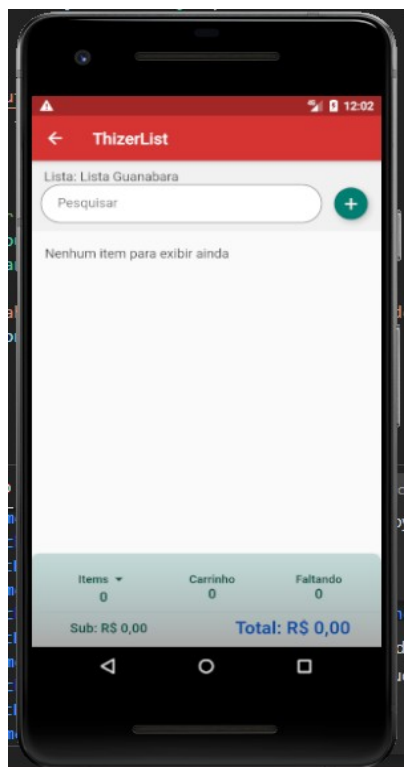 12:02
ThizerList
Lista: Lista Guanabara
Pesquisar
+
Nenhum item para exibir ainda
Items Carrinho Faltando
0 0 0
Sub: R$ 0,00 Total: R$ 0,00